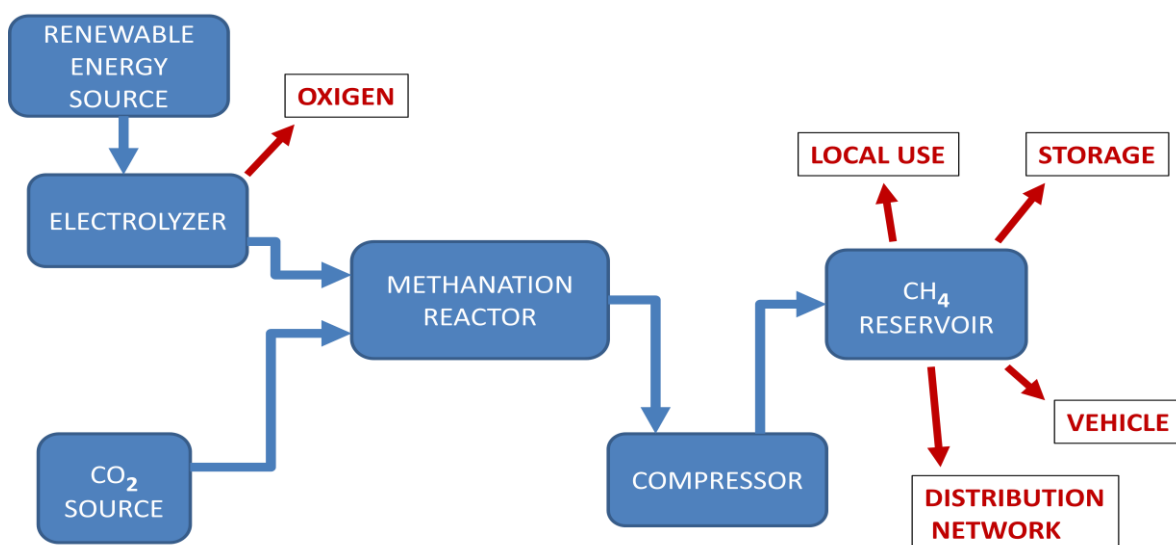 RENEWABLE
ENERGY
SOURCE
OXIGEN
ELECTROLYZER
METHANATION
REACTOR
CO₂
SOURCE
COMPRESSOR
LOCAL USE
STORAGE
CH₄
RESERVOIR
VEHICLE
DISTRIBUTION
NETWORK